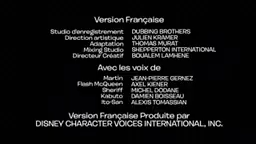 Version Française
Studio d'enregistrement DUBBING BROTHERS
Direction artistique JULIEN KRAMER
Adaptation THOMAS MURAT
Mixing Studio SHEPPERTON INTERNATIONAL
Directeur Créatif BOUALEM LAMHENE
Avec les voix de
Martin JEAN-PIERRE GERNEZ
Flash McQueen AXEL KIENER
Sheriff MICHEL DODANE
Kabuto DAMIEN BOISSEAU
Ito-San ALEXIS TOMASSIAN
Version Française Produite par
DISNEY CHARACTER VOICES INTERNATIONAL, INC.